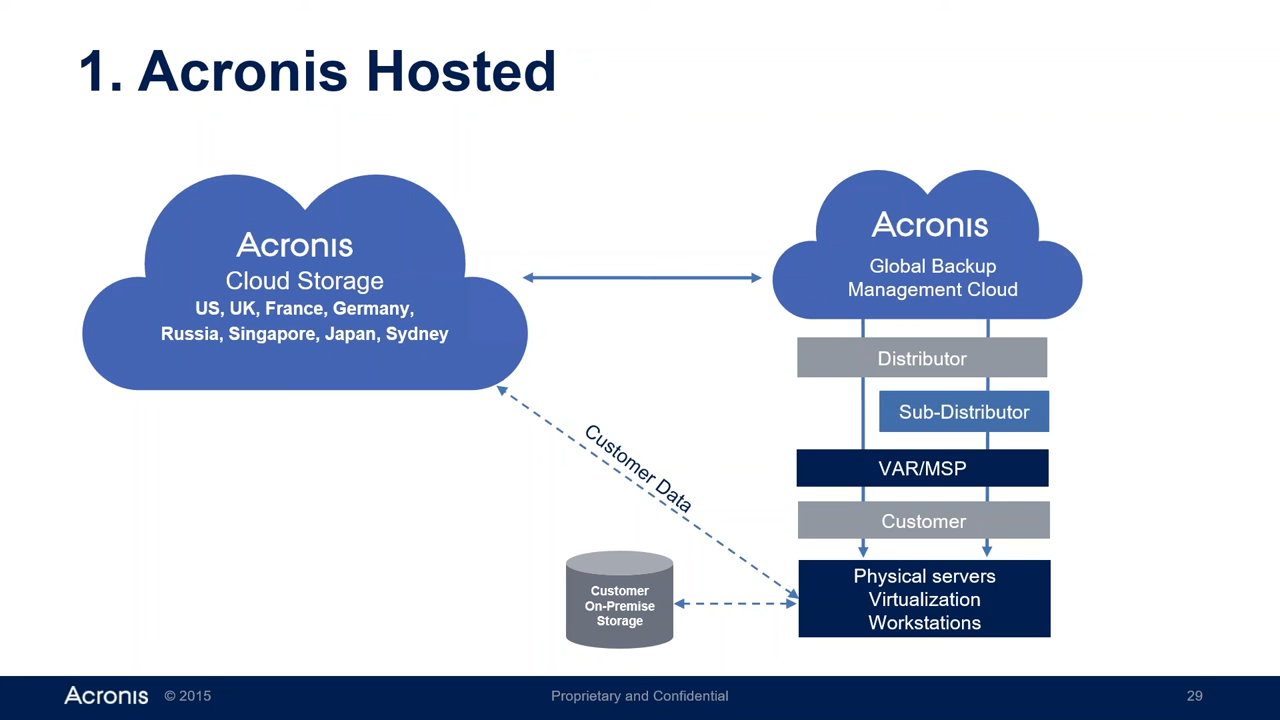 1. Acronis Hosted
Acronis
Cloud Storage
US, UK, France, Germany,
Russia, Singapore, Japan, Sydney
Acronis
Global Backup
Management Cloud
Distributor
Sub-Distributor
VAR/MSP
Customer
Physical servers
Virtualization
Workstations
Customer Data
Customer
On-Premise
Storage
Acronis © 2015
Proprietary and Confidential
29